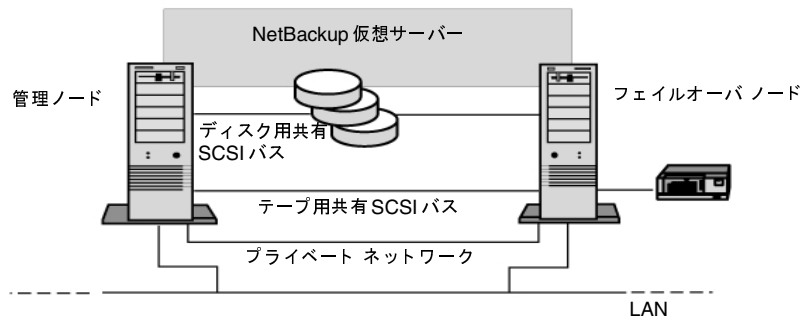 NetBackup 仮想サーバー
管理ノード
フェイルオーバ ノード
ディスク用共有
SCSI バス
テープ用共有 SCSI バス
プライベート ネットワーク
LAN